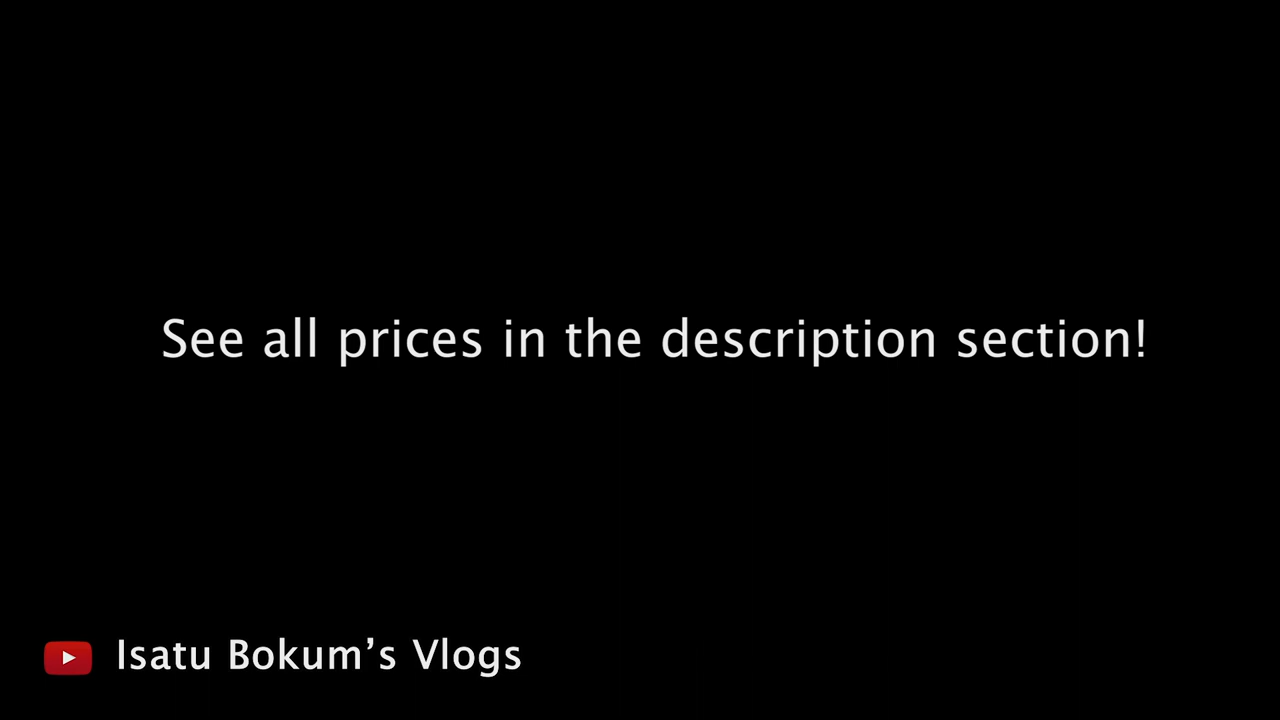 See all prices in the description section!
Isatu Bokum’s Vlogs